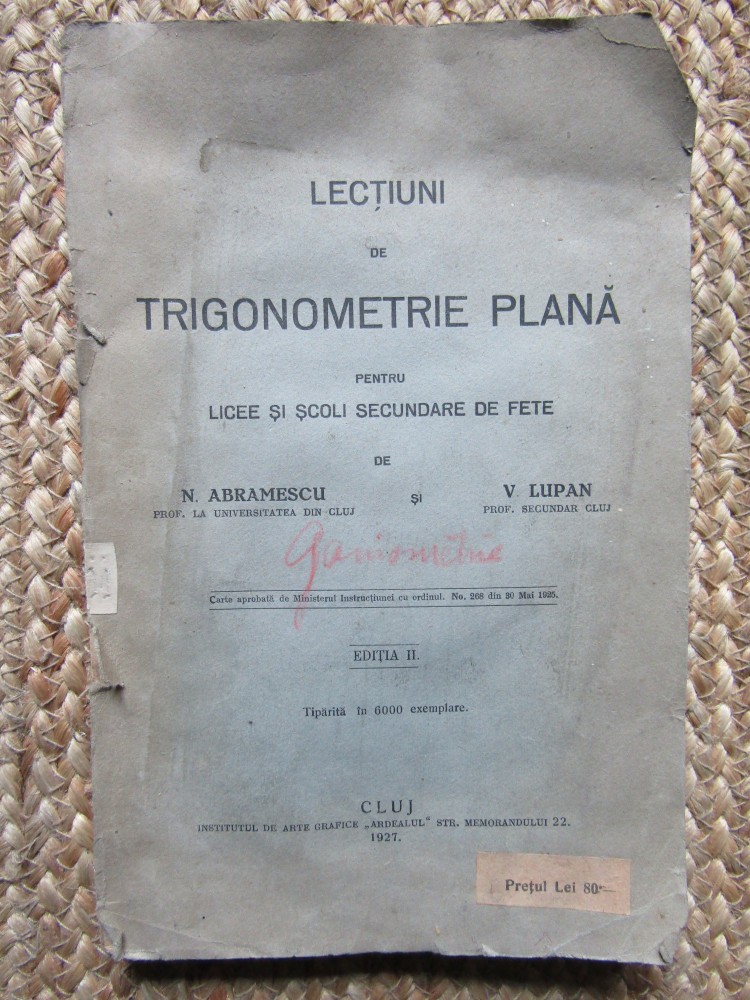 LECȚIUNI
DE
TRIGONOMETRIE PLANĂ
PENTRU
LICEE ȘI ȘCOLI SECUNDARE DE FETE
DE
N. ABRAMESCU și V. LUPAN
PROF. LA UNIVERSITATEA DIN CLUJ PROF. SECUNDAR CLUJ
Goniometrie
Carte aprobată de Ministerul Instrucțiunei cu ordinul. No. 268 din 20 Mai 1925.
EDIȚIA II.
Tipărită în 6000 exemplare.
CLUJ
INSTITUTUL DE ARTE GRAFICE „ARDEALUL" STR. MEMORANDULUI 22.
1927.
Prețul Lei 80·—